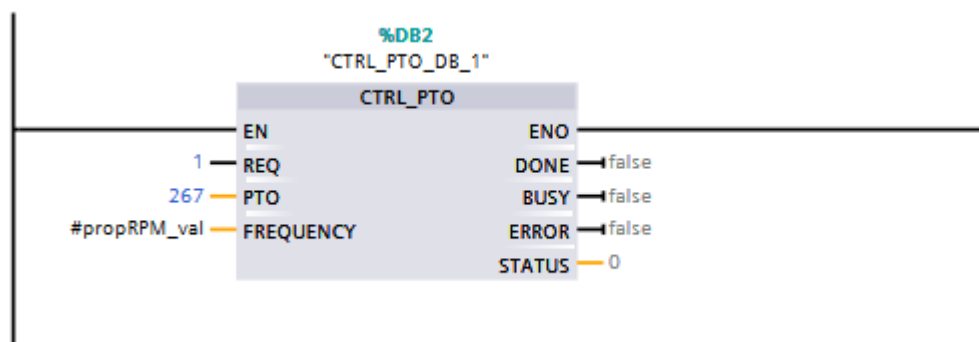 %DB2
"CTRL_PTO_DB_1"
CTRL_PTO
EN ENO
1 REQ DONE false
267 PTO BUSY false
#propRPM_val FREQUENCY ERROR false
STATUS 0